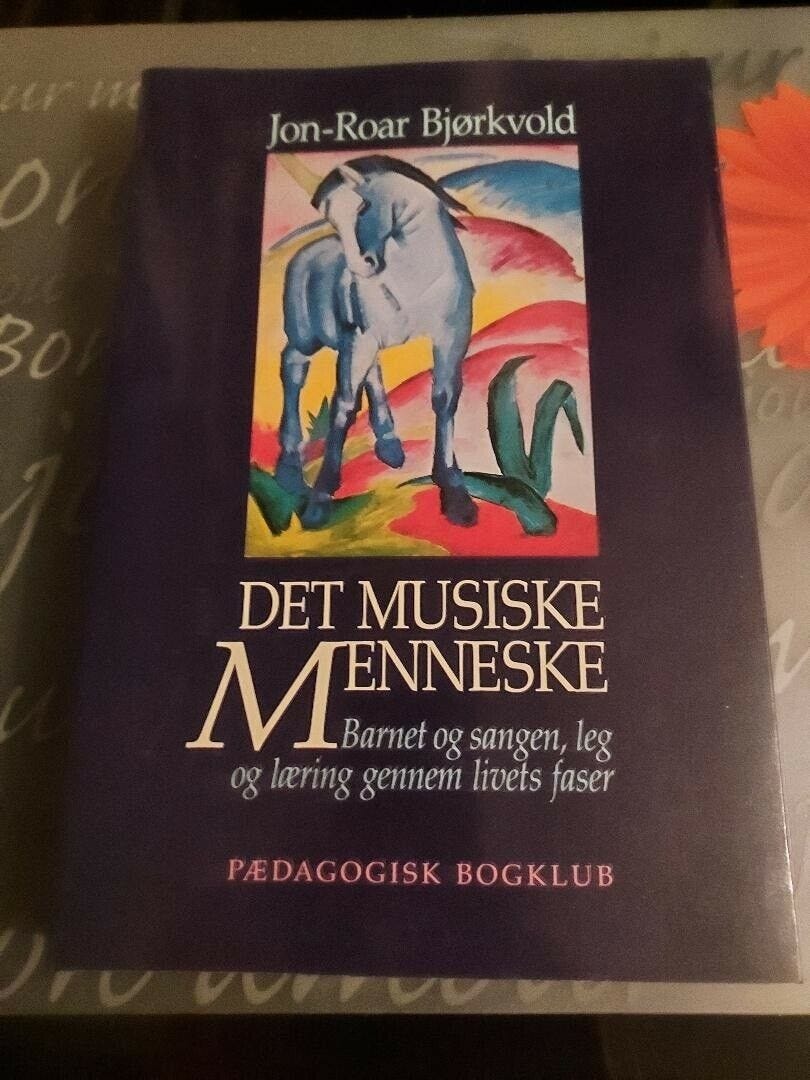 Jon-Roar Bjørkvold
DET MUSISKE
MENNESKE
Barnet og sangen, leg
og læring gennem livets faser
PÆDAGOGISK BOGKLUB